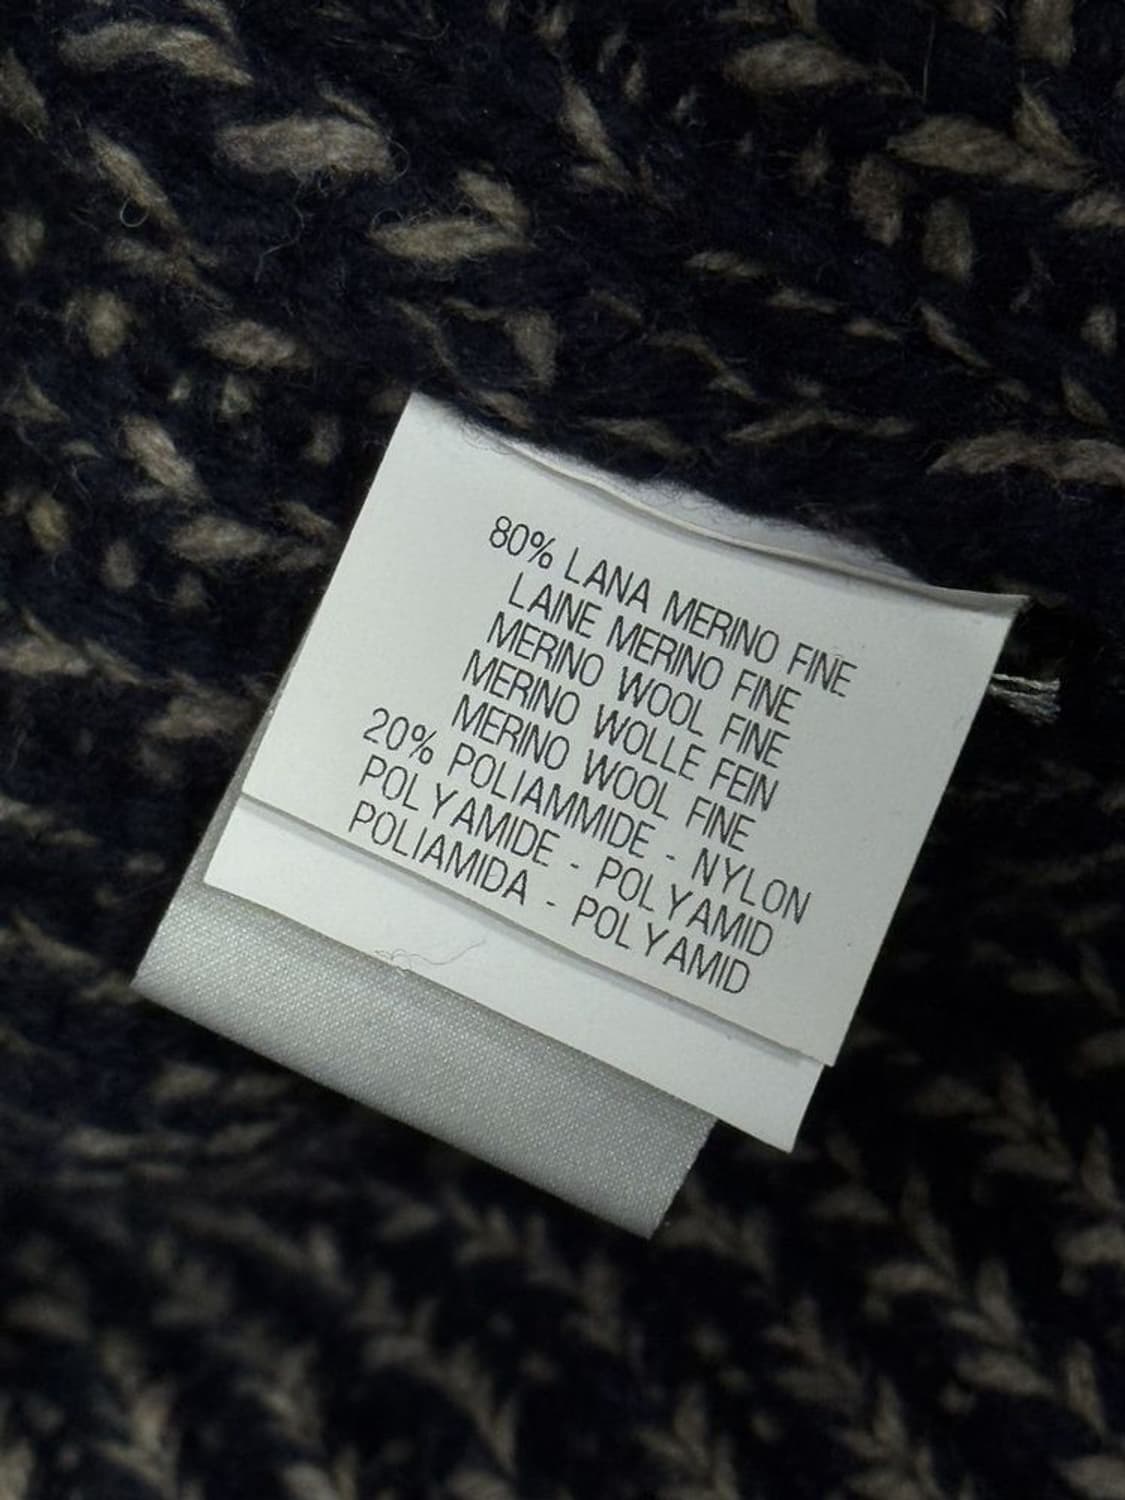 80% LANA MERINO FINE
LAINE MERINO FINE
MERINO WOOL FINE
MERINO WOLLE FEIN
MERINO WOOL FINE
20% POLIAMMIDE - NYLON
POLYAMIDE - POLYAMID
POLIAMIDA - POLYAMID